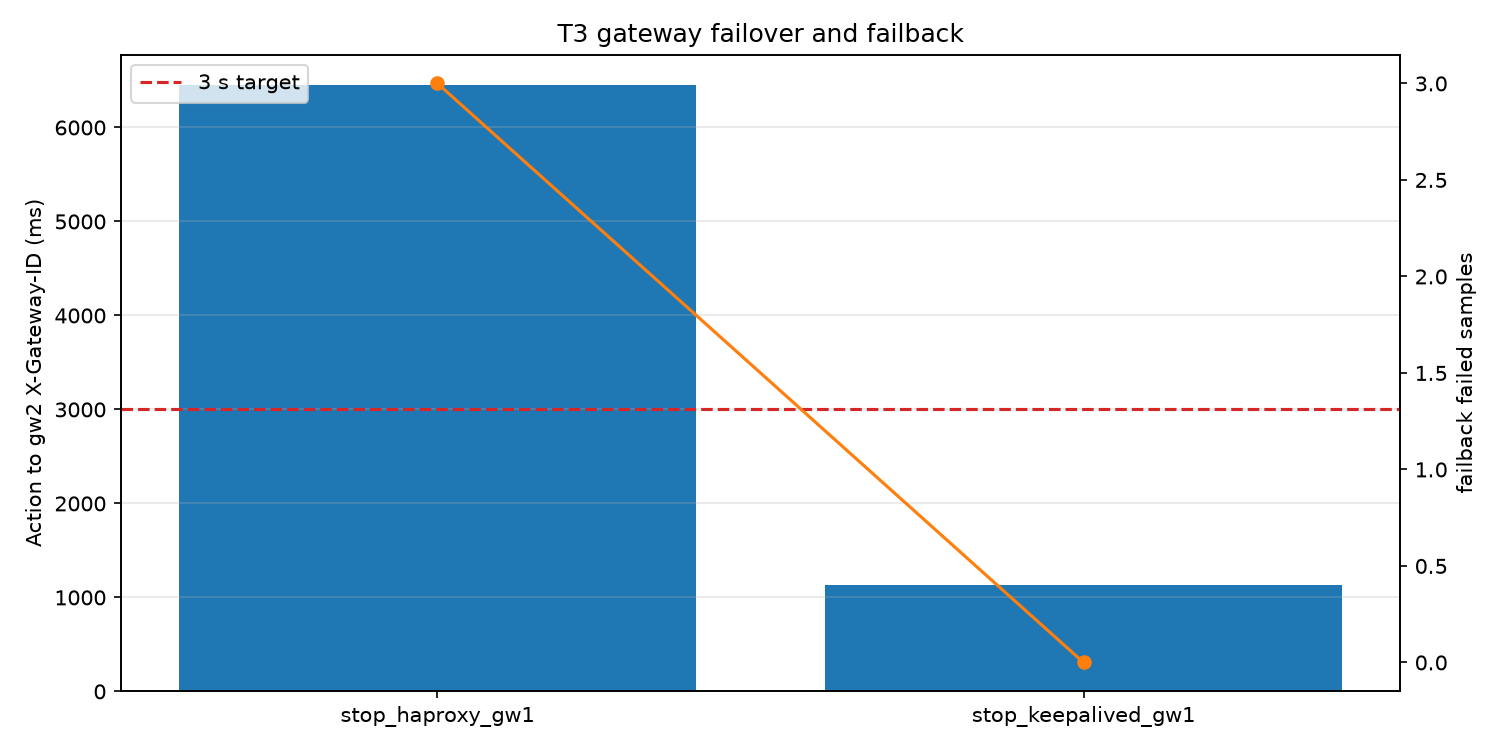 T3 gateway failover and failback
3 s target
Action to gw2 X-Gateway-ID (ms)
6000
5000
4000
3000
2000
1000
0
3.0
2.5
2.0
1.5
1.0
0.5
0.0
failback failed samples
stop_haproxy_gw1
stop_keepalived_gw1